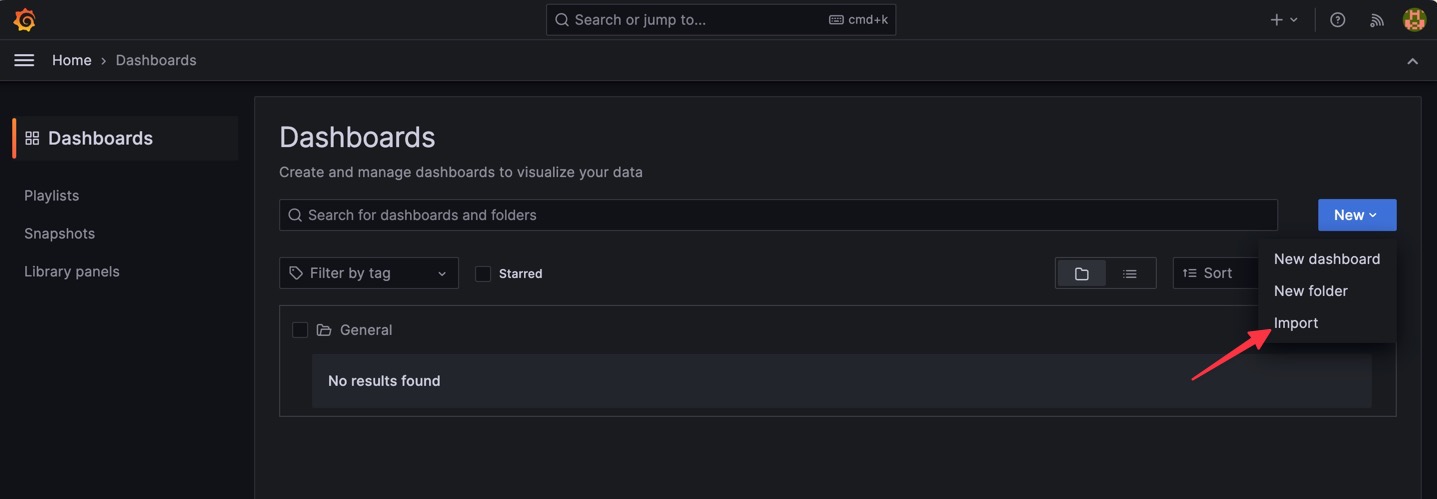 Search or jump to... cmd+k
Home › Dashboards
Dashboards
Playlists
Snapshots
Library panels
Dashboards
Create and manage dashboards to visualize your data
Search for dashboards and folders
New
New dashboard
New folder
Import
Filter by tag
Starred
Sort
General
No results found